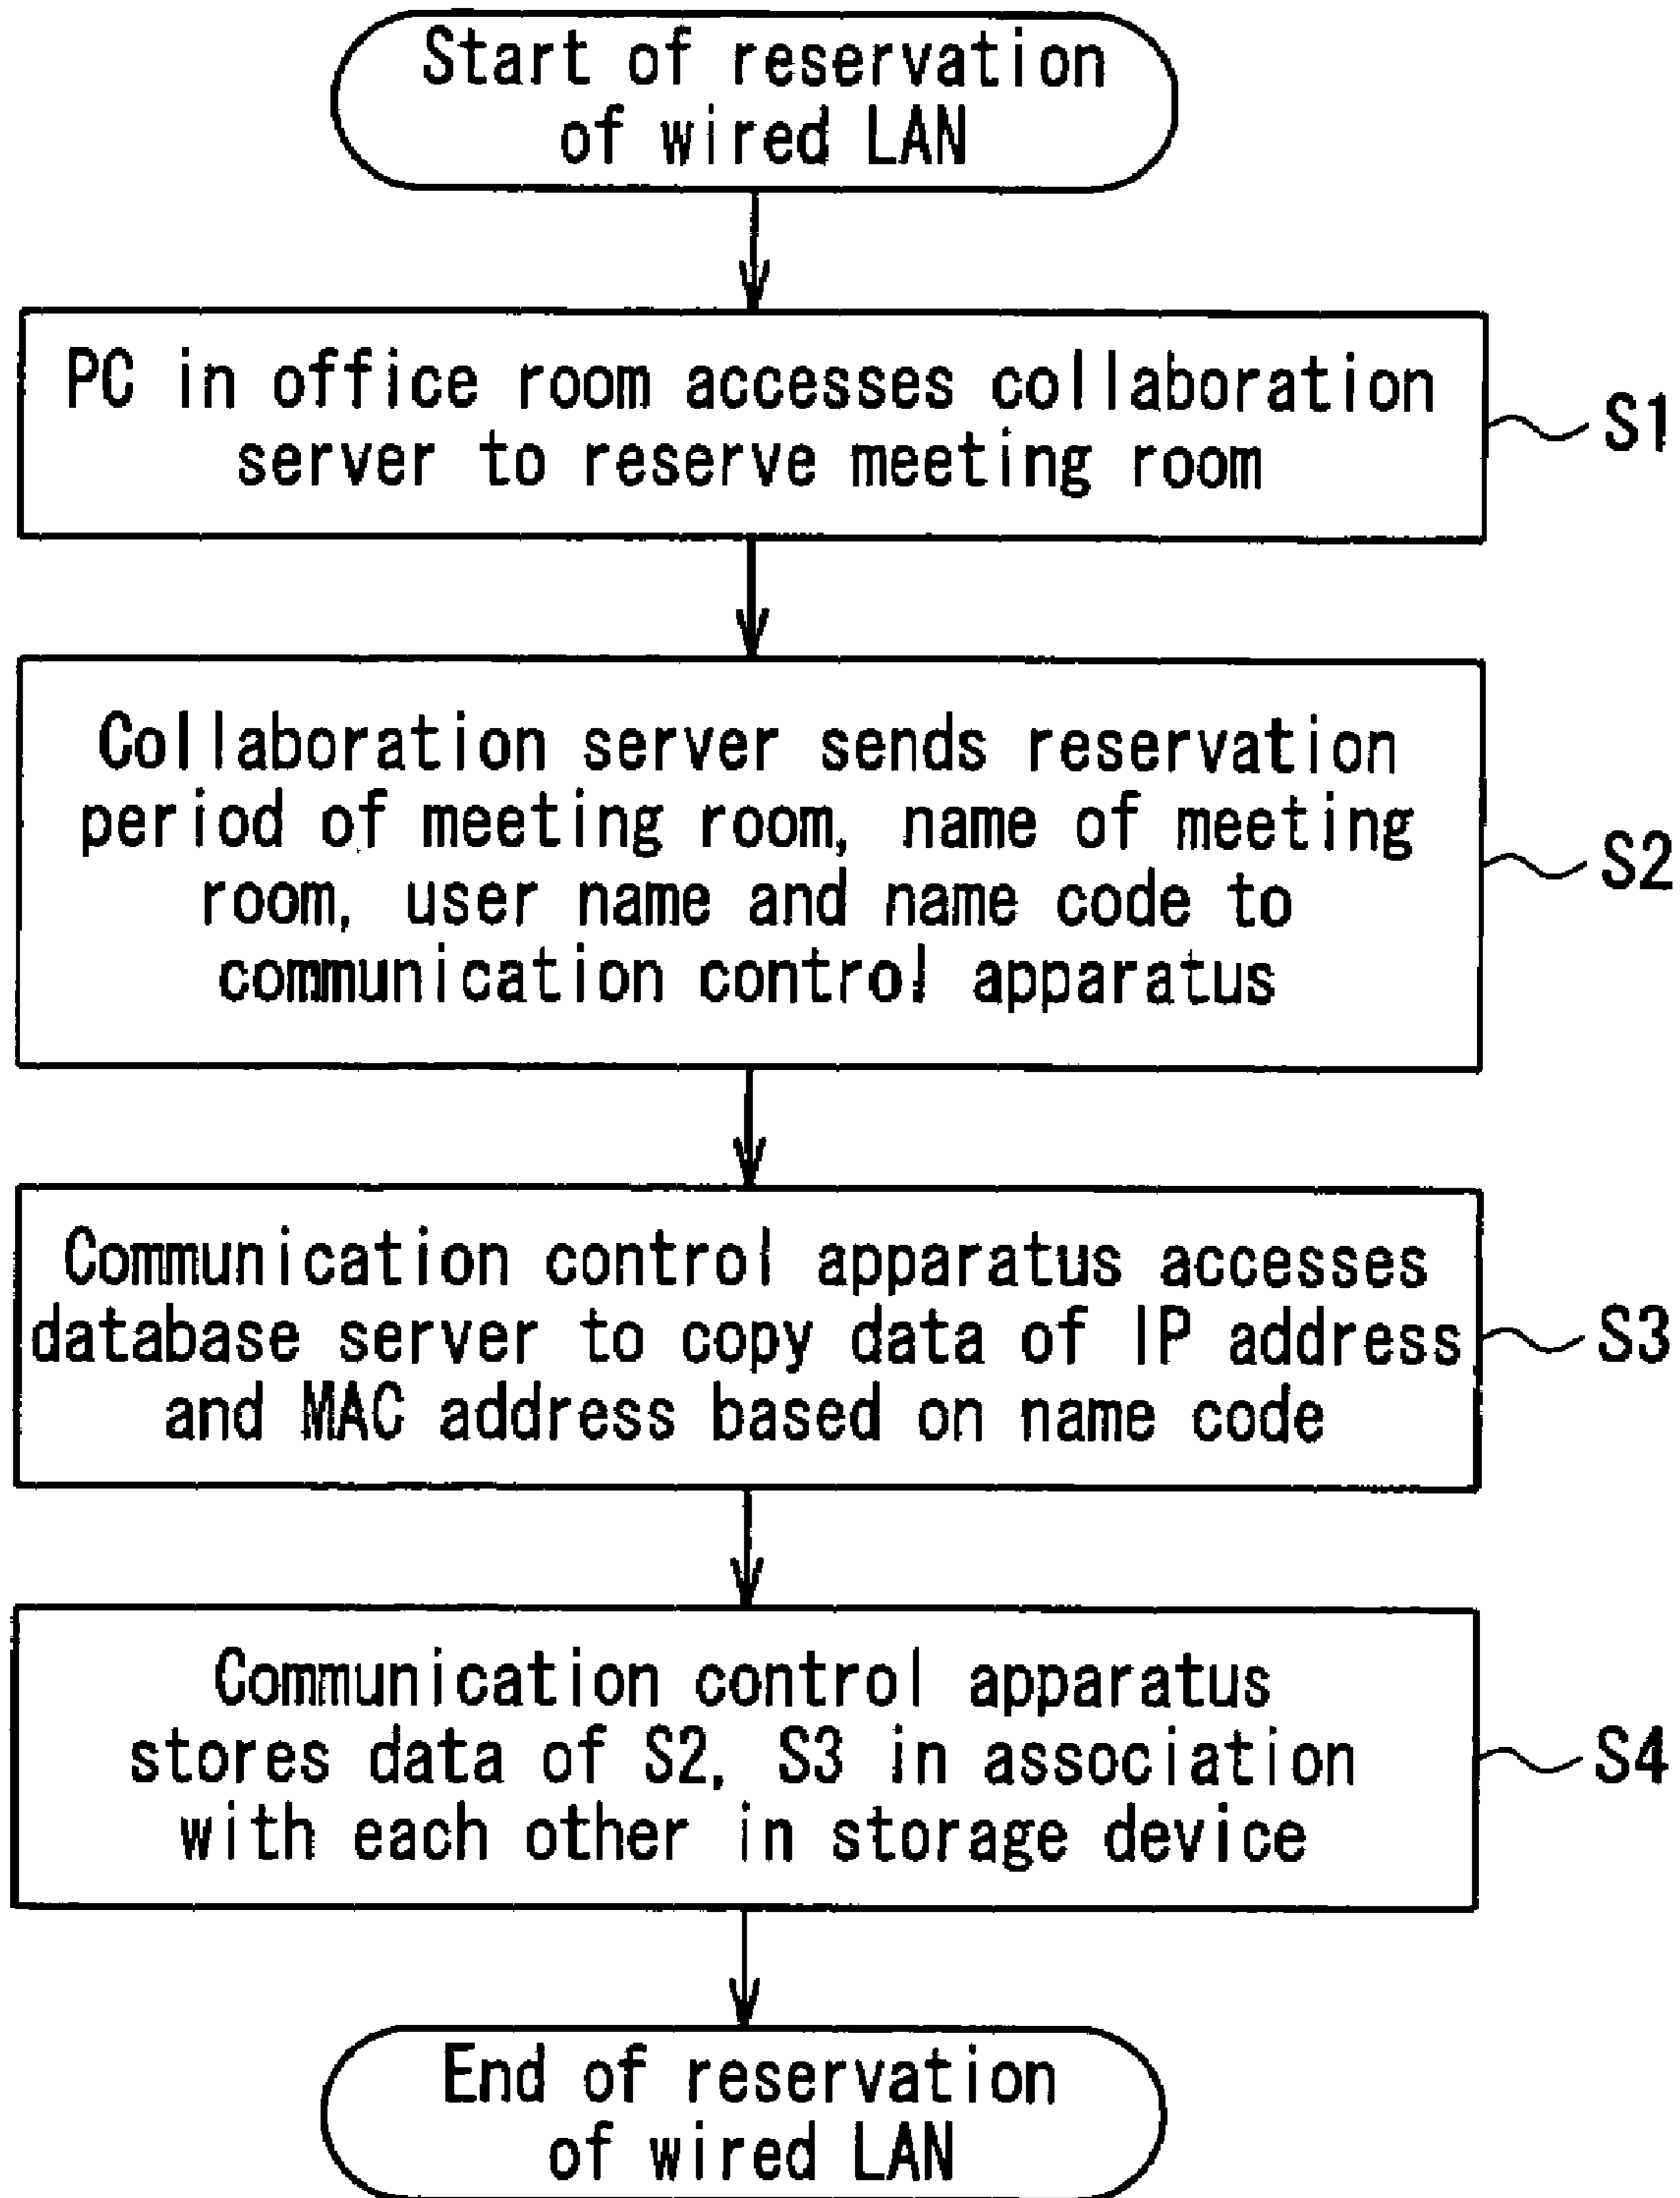 Start of reservation
of wired LAN
PC in office room accesses collaboration
server to reserve meeting room
S1
Collaboration server sends reservation
period of meeting room, name of meeting
room, user name and name code to
communication control apparatus
S2
Communication control apparatus accesses
database server to copy data of IP address
and MAC address based on name code
S3
Communication control apparatus
stores data of S2, S3 in association
with each other in storage device
S4
End of reservation
of wired LAN